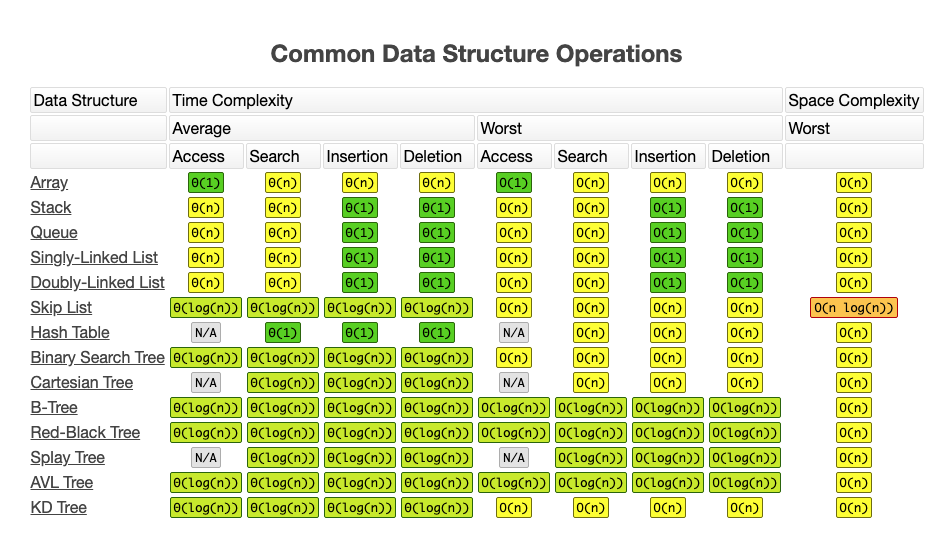 Common Data Structure Operations
Data Structure Time Complexity Space Complexity
Average Worst Worst
Access Search Insertion Deletion Access Search Insertion Deletion
Array Θ(1) Θ(n) Θ(n) Θ(n) O(1) O(n) O(n) O(n) O(n)
Stack Θ(n) Θ(n) Θ(1) Θ(1) O(n) O(n) O(1) O(1) O(n)
Queue Θ(n) Θ(n) Θ(1) Θ(1) O(n) O(n) O(1) O(1) O(n)
Singly-Linked List Θ(n) Θ(n) Θ(1) Θ(1) O(n) O(n) O(1) O(1) O(n)
Doubly-Linked List Θ(n) Θ(n) Θ(1) Θ(1) O(n) O(n) O(1) O(1) O(n)
Skip List Θ(log(n)) Θ(log(n)) Θ(log(n)) Θ(log(n)) O(n) O(n) O(n) O(n) O(n log(n))
Hash Table N/A Θ(1) Θ(1) Θ(1) N/A O(n) O(n) O(n) O(n)
Binary Search Tree Θ(log(n)) Θ(log(n)) Θ(log(n)) Θ(log(n)) O(n) O(n) O(n) O(n) O(n)
Cartesian Tree N/A Θ(log(n)) Θ(log(n)) Θ(log(n)) N/A O(n) O(n) O(n) O(n)
B-Tree Θ(log(n)) Θ(log(n)) Θ(log(n)) Θ(log(n)) O(log(n)) O(log(n)) O(log(n)) O(log(n)) O(n)
Red-Black Tree Θ(log(n)) Θ(log(n)) Θ(log(n)) Θ(log(n)) O(log(n)) O(log(n)) O(log(n)) O(log(n)) O(n)
Splay Tree N/A Θ(log(n)) Θ(log(n)) Θ(log(n)) N/A O(log(n)) O(log(n)) O(log(n)) O(n)
AVL Tree Θ(log(n)) Θ(log(n)) Θ(log(n)) Θ(log(n)) O(log(n)) O(log(n)) O(log(n)) O(log(n)) O(n)
KD Tree Θ(log(n)) Θ(log(n)) Θ(log(n)) Θ(log(n)) O(n) O(n) O(n) O(n) O(n)